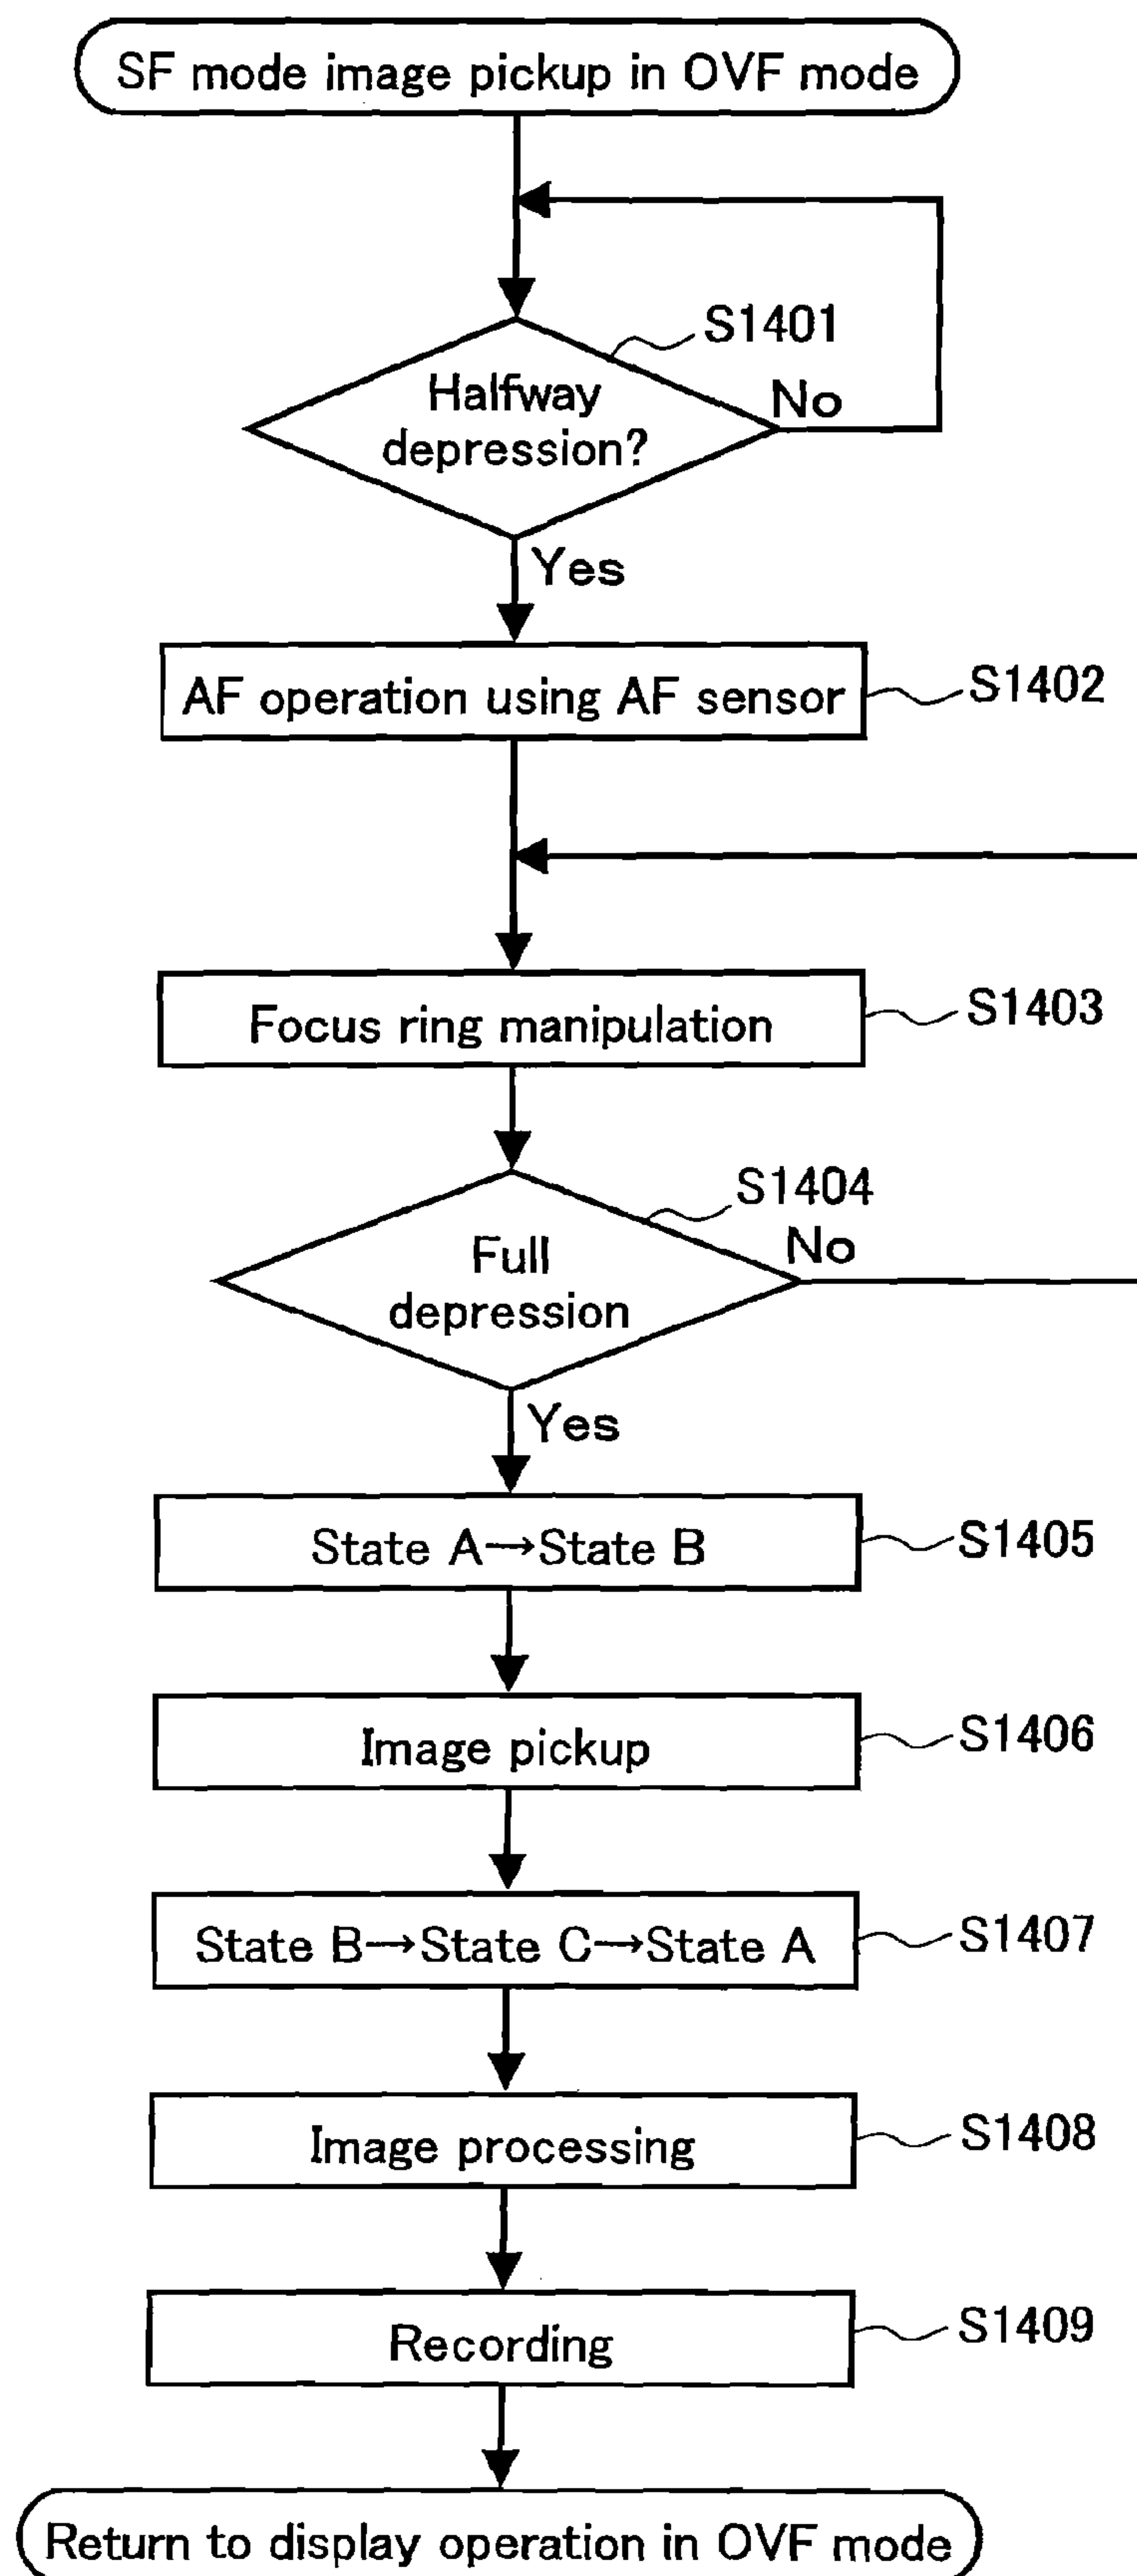 SF mode image pickup in OVF mode
S1401
Halfway
depression?
No
Yes
AF operation using AF sensor
S1402
Focus ring manipulation
S1403
S1404
Full
depression
No
Yes
State A→State B
S1405
Image pickup
S1406
State B→State C→State A
S1407
Image processing
S1408
Recording
S1409
Return to display operation in OVF mode